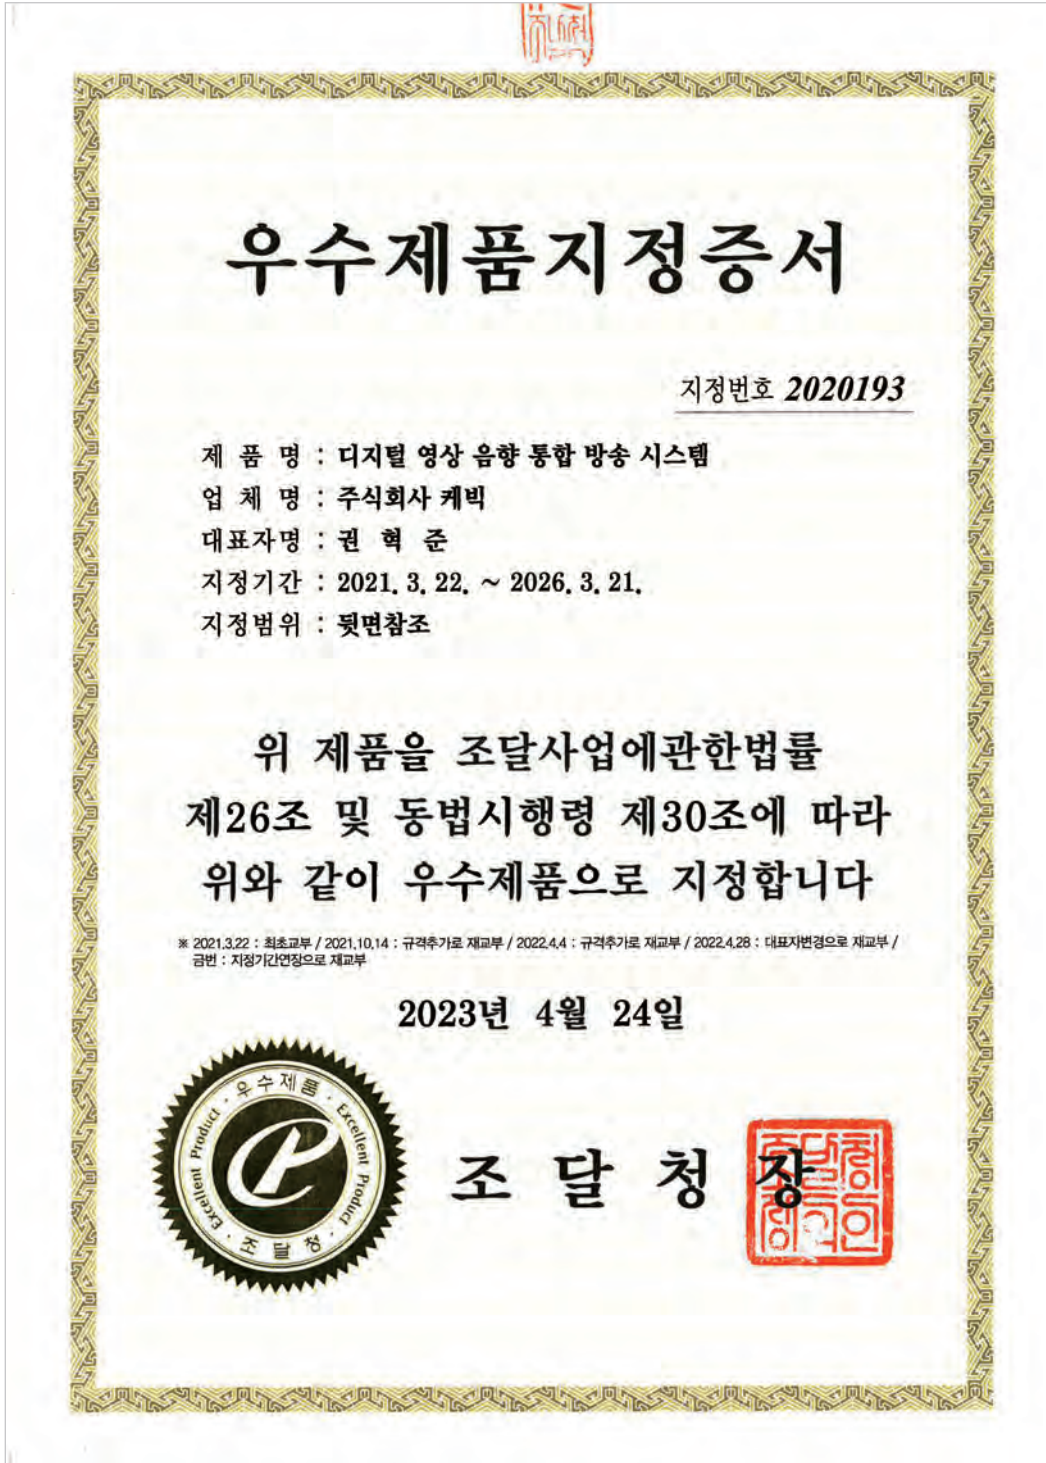 우수제품지정증서
지정번호 2020193
제 품 명 : 디지털 영상 음향 통합 방송 시스템
업 체 명 : 주식회사 케빅
대표자명 : 권 혁 준
지정기간 : 2021. 3. 22. ~ 2026. 3. 21.
지정범위 : 뒷면참조
위 제품을 조달사업에관한법률
제26조 및 동법시행령 제30조에 따라
위와 같이 우수제품으로 지정합니다
※ 2021.3.22 : 최초교부 / 2021.10.14 : 규격추가로 재교부 / 2022.4.4 : 규격추가로 재교부 / 2022.4.28 : 대표자변경으로 재교부 /
금번 : 지정기간연장으로 재교부
2023년 4월 24일
· 우수제품 ·
Excellent Product
Excellent Product
· 조달청 ·
조 달 청 장